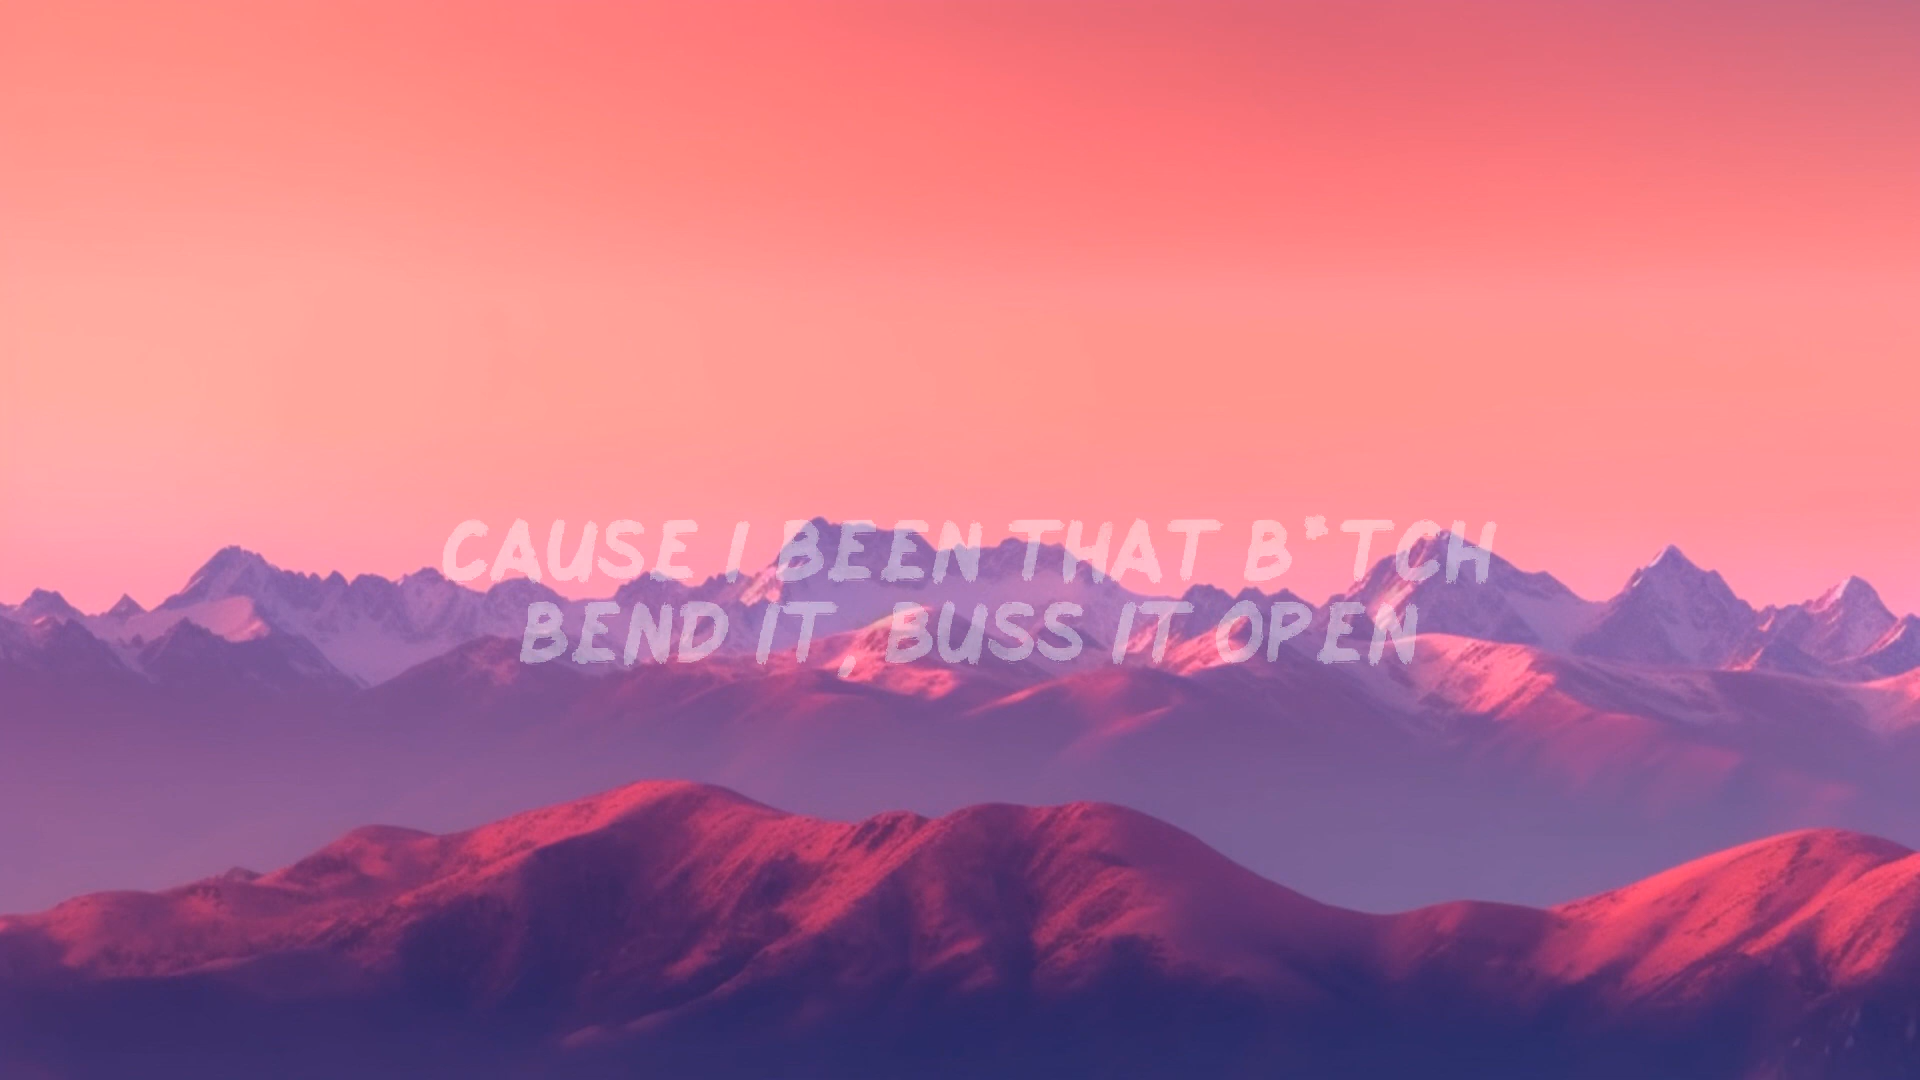 CAUSE I BEEN THAT B*TCH
BEND IT, BUSS IT OPEN